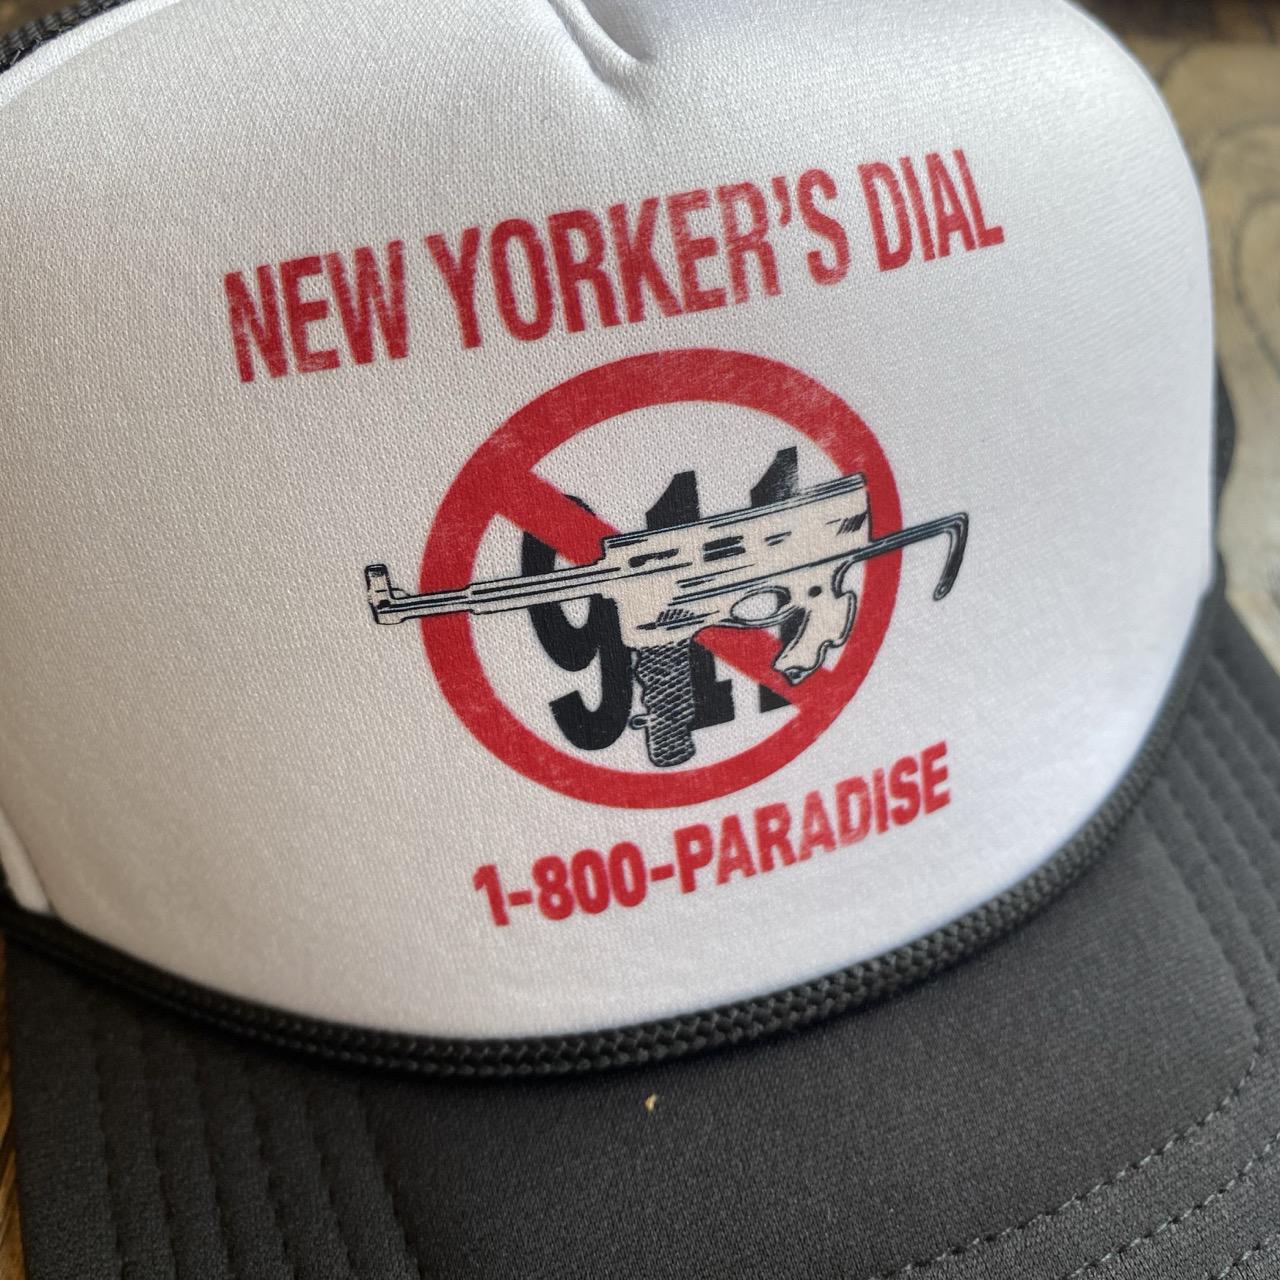 NEW YORKER'S DIAL
911
1-800-PARADISE